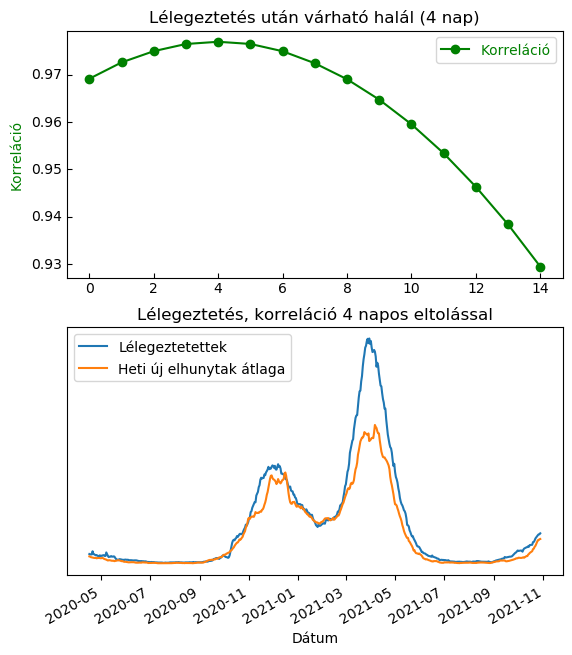 Lélegeztetés után várható halál (4 nap)
Korreláció
Korreláció
0.97
0.96
0.95
0.94
0.93
0 2 4 6 8 10 12 14
Lélegeztetés, korreláció 4 napos eltolással
Lélegeztetettek
Heti új elhunytak átlaga
2020-05 2020-07 2020-09 2020-11 2021-01 2021-03 2021-05 2021-07 2021-09 2021-11
Dátum